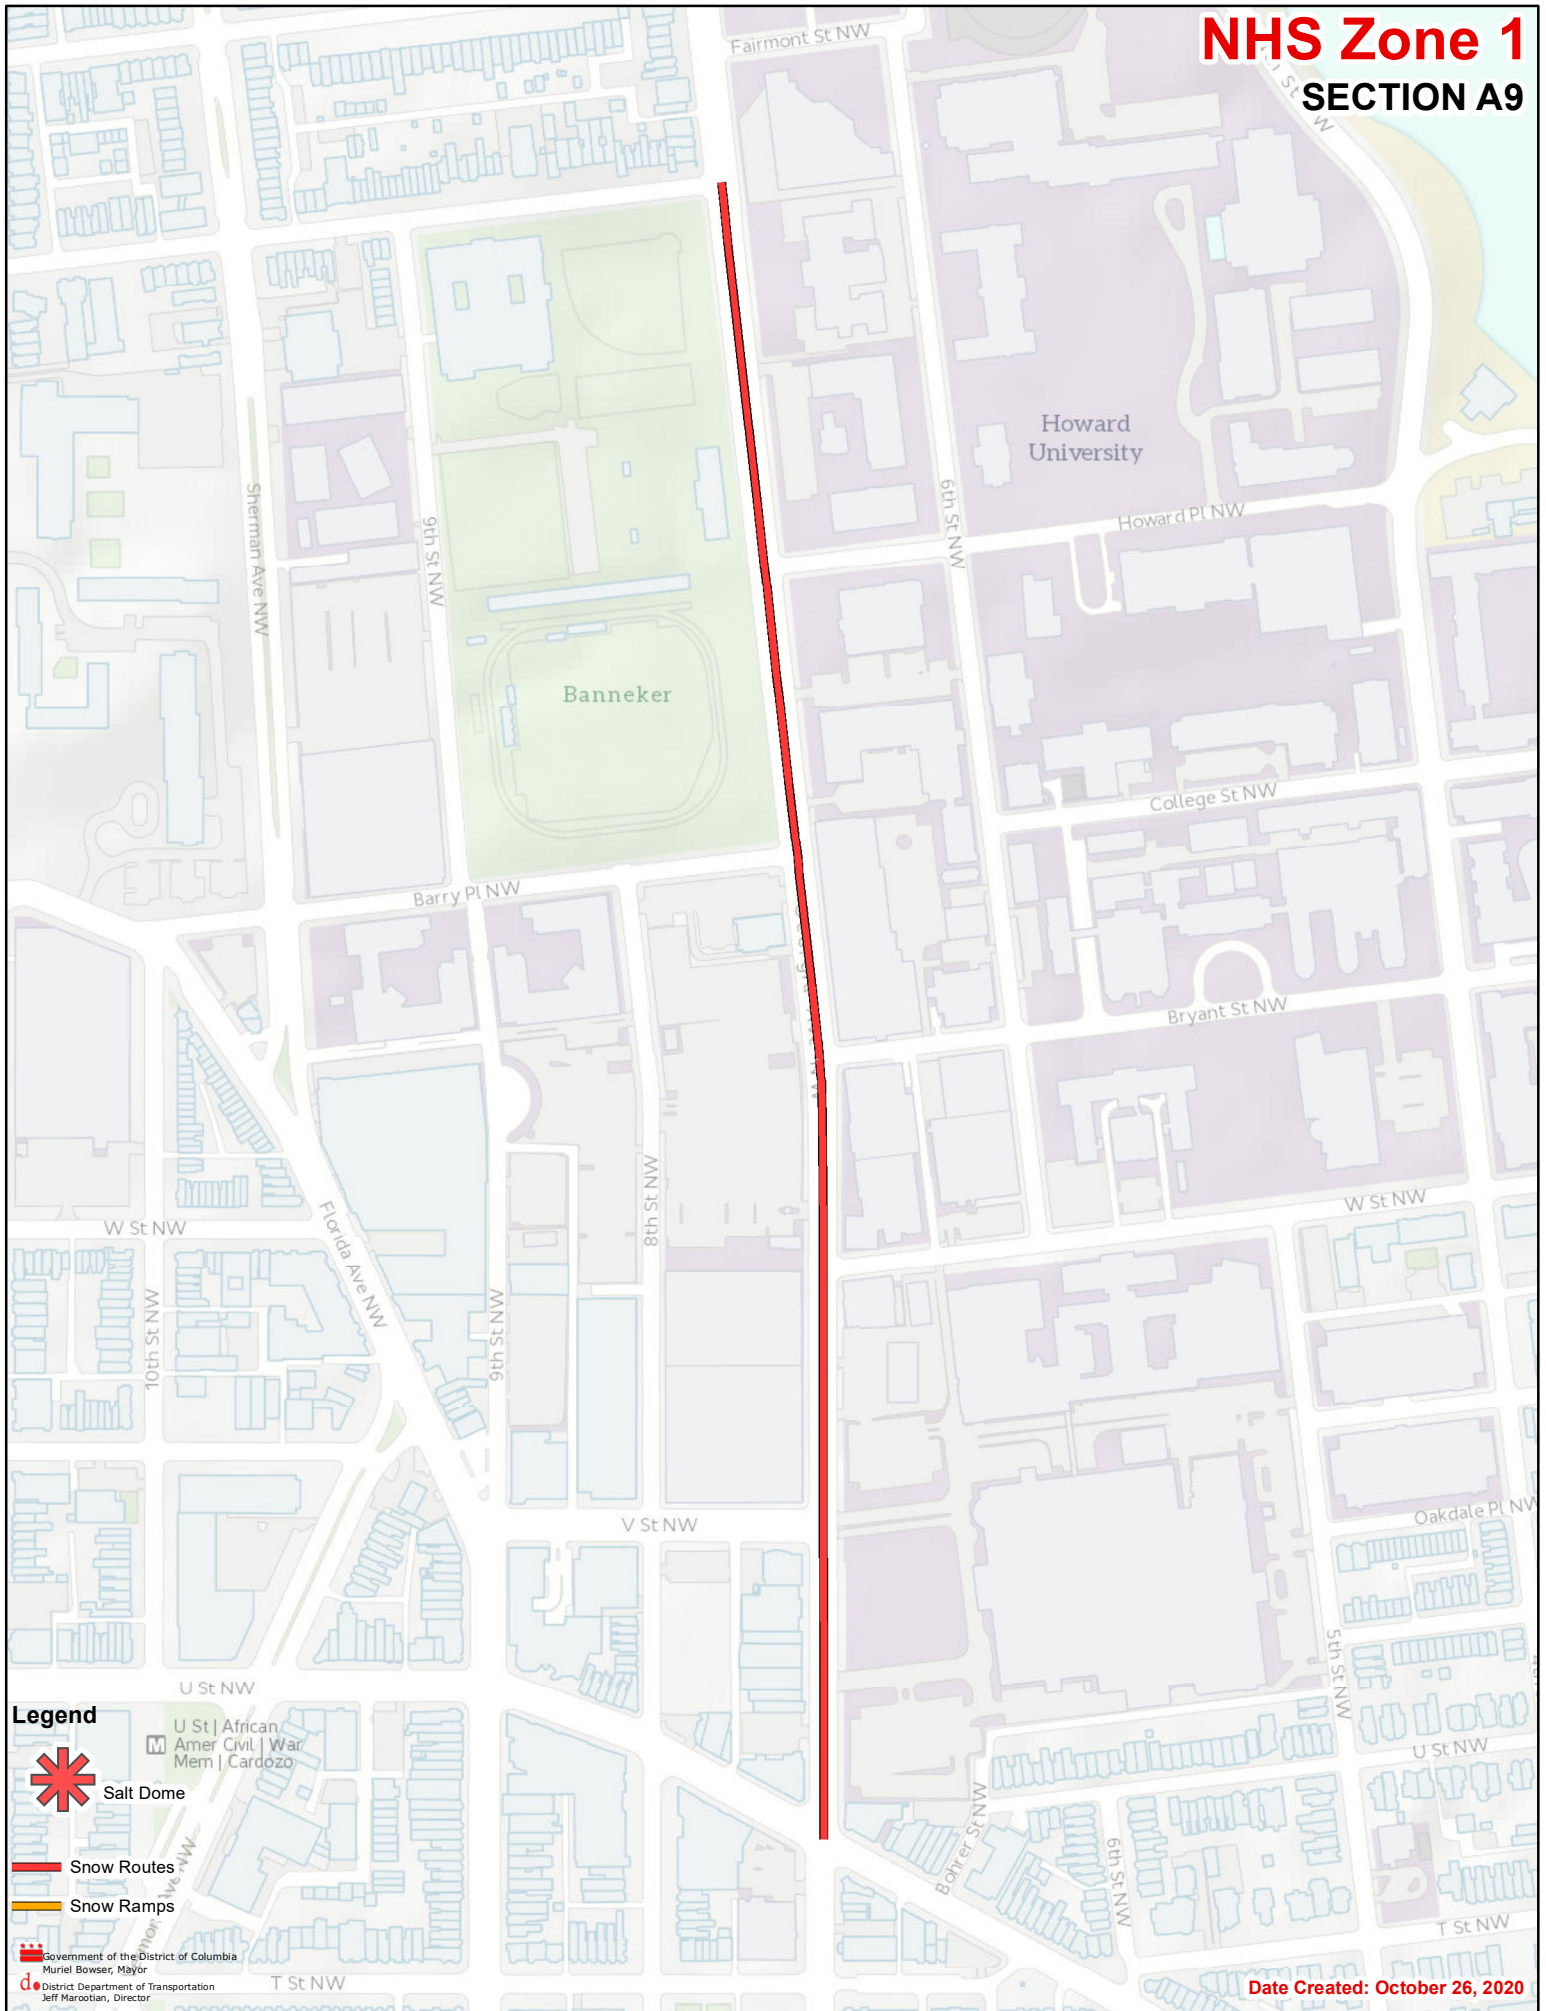 NHS Zone 1
SECTION A9
Fairmont St NW
Howard
University
Sherman Ave NW
9th St NW
6th St NW
Howard Pl NW
Banneker
College St NW
Barry Pl NW
Bryant St NW
W St NW
W St NW
8th St NW
Florida Ave NW
10th St NW
9th St NW
V St NW
Oakdale Pl NW
5th St NW
U St NW
U St NW
Legend
U St | African
Amer Civil | War
Mem | Cardozo
M
Salt Dome
Bohrer St NW
6th St NW
Snow Routes
Snow Ramps
Ave NW
T St NW
T St NW
Government of the District of Columbia
Muriel Bowser, Mayor
d.
District Department of Transportation
Jeff Marootian, Director
Date Created: October 26, 2020